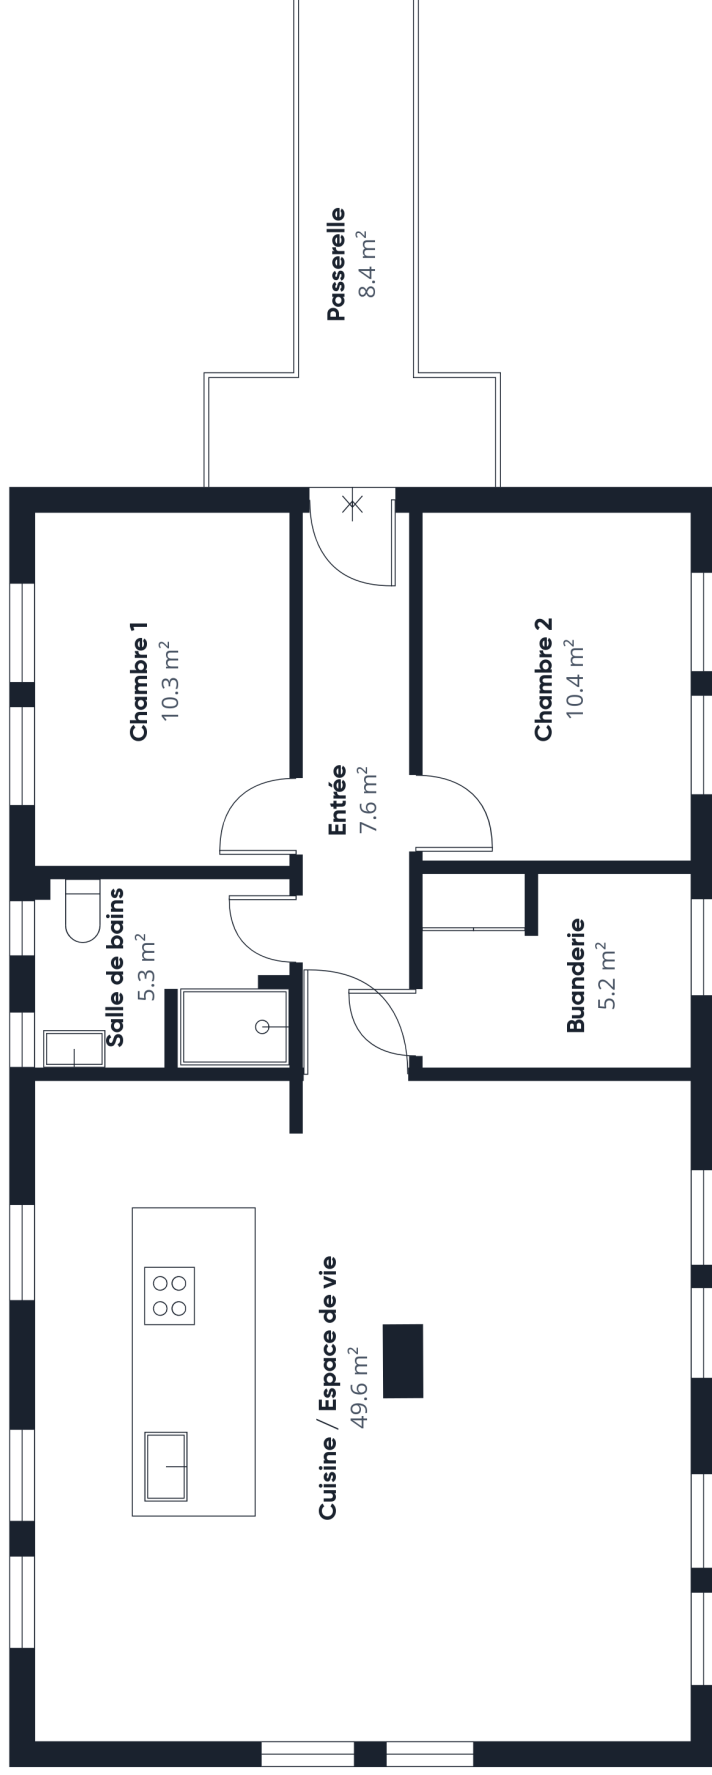 Passerelle
8.4 m²
Chambre 1
10.3 m²
Chambre 2
10.4 m²
Entrée
7.6 m²
Salle de bains
5.3 m²
Buanderie
5.2 m²
Cuisine / Espace de vie
49.6 m²